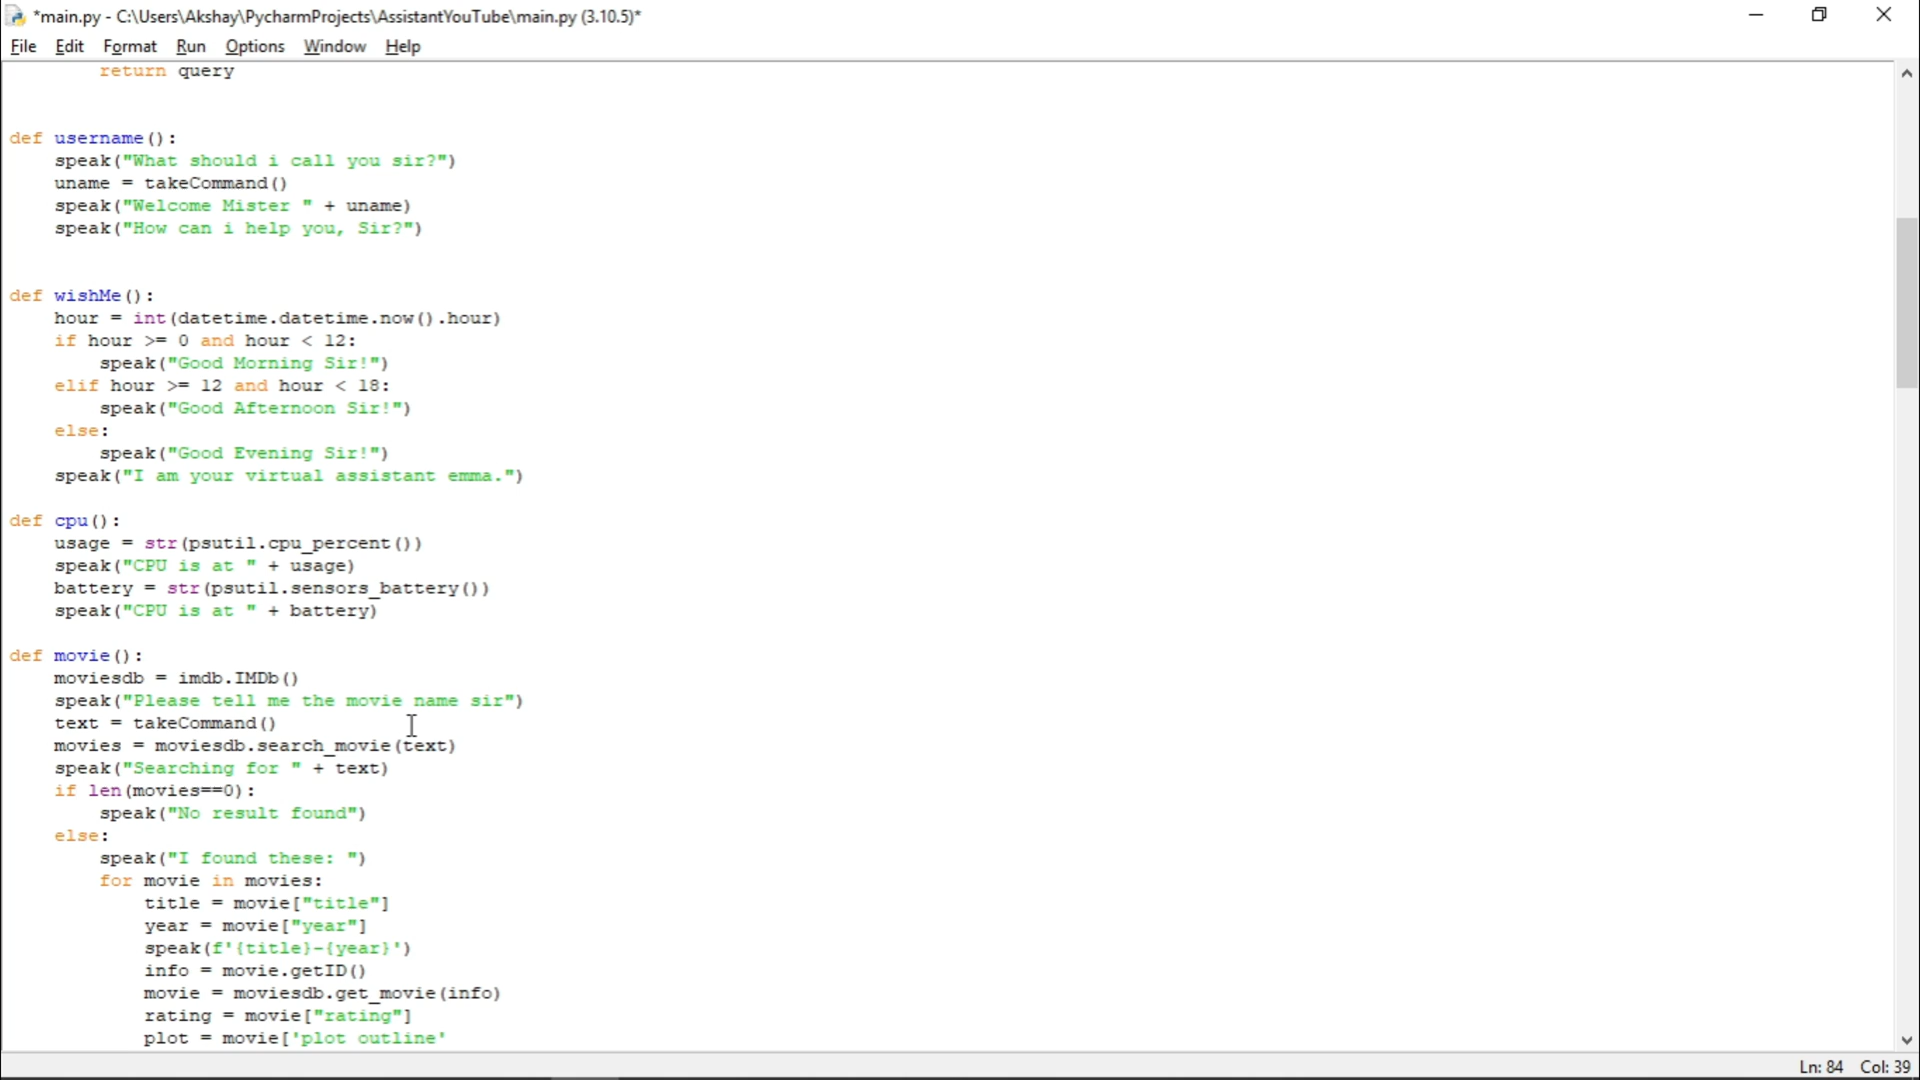 *main.py - C:\Users\Akshay\PycharmProjects\AssistantYouTube\main.py (3.10.5)*
File Edit Format Run Options Window Help
        return query
def username():
    speak("What should i call you sir?")
    uname = takeCommand()
    speak("Welcome Mister " + uname)
    speak("How can i help you, Sir?")
def wishMe():
    hour = int(datetime.datetime.now().hour)
    if hour >= 0 and hour < 12:
        speak("Good Morning Sir!")
    elif hour >= 12 and hour < 18:
        speak("Good Afternoon Sir!")
    else:
        speak("Good Evening Sir!")
    speak("I am your virtual assistant emma.")
def cpu():
    usage = str(psutil.cpu_percent())
    speak("CPU is at " + usage)
    battery = str(psutil.sensors_battery())
    speak("CPU is at " + battery)
def movie():
    moviesdb = imdb.IMDb()
    speak("Please tell me the movie name sir")
    text = takeCommand()
    movies = moviesdb.search_movie(text)
    speak("Searching for " + text)
    if len(movies==0):
        speak("No result found")
    else:
        speak("I found these: ")
        for movie in movies:
            title = movie["title"]
            year = movie["year"]
            speak(f'{title}-{year}')
            info = movie.getID()
            movie = moviesdb.get_movie(info)
            rating = movie["rating"]
            plot = movie['plot outline'
Ln: 84 Col: 39